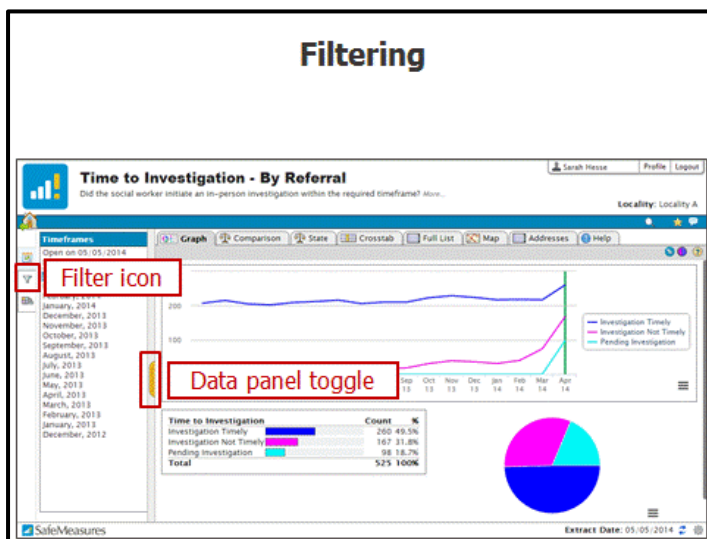 Filtering
Sarah Hesse
Profile
Logout
Time to Investigation - By Referral
Did the social worker initiate an in-person investigation within the required timeframe? More...
Locality: Locality A
Timeframes
Open on 05/05/2014
Graph
Comparison
State
Crosstab
Full List
Map
Addresses
Help
Filter icon
January, 2014
December, 2013
November, 2013
October, 2013
September, 2013
August, 2013
July, 2013
June, 2013
May, 2013
April, 2013
March, 2013
February, 2013
January, 2013
December, 2012
200
100
Investigation Timely
Investigation Not Timely
Pending Investigation
Data panel toggle
Sep Oct Nov Dec Jan Feb Mar Apr
13 13 13 13 14 14 14 14
Time to Investigation Count %
Investigation Timely 260 49.5%
Investigation Not Timely 167 31.8%
Pending Investigation 98 18.7%
Total 525 100%
SafeMeasures
Extract Date: 05/05/2014